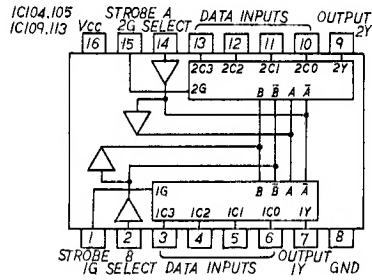 IC104.105
IC109.113
STROBE A
Vcc 2G SELECT DATA INPUTS OUTPUT 2Y
16 15 14 13 12 11 10 9
2C3 2C2 2C1 2C0 2Y
2G
B B̅ A A̅
B B̅ A A̅
1G
1C3 1C2 1C1 1C0 1Y
1 2 3 4 5 6 7 8
STROBE B OUTPUT
1G SELECT DATA INPUTS 1Y GND